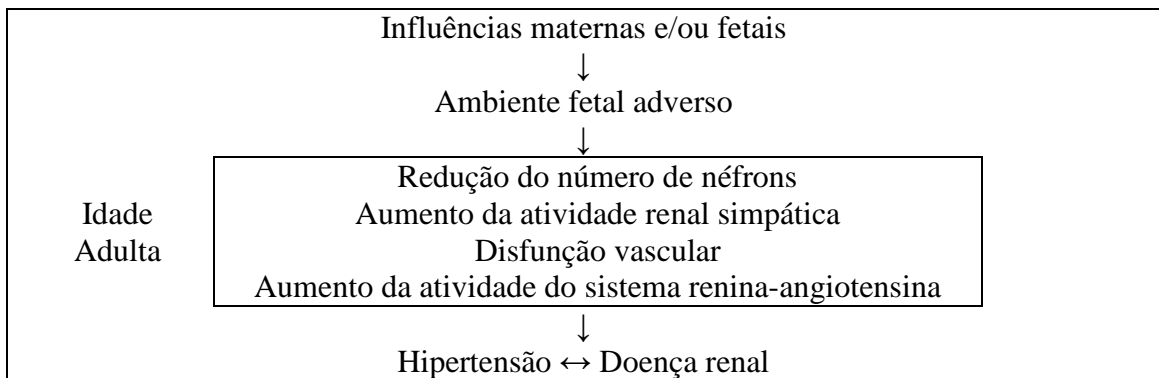 Influências maternas e/ou fetais
↓
Ambiente fetal adverso
↓
Redução do número de néfrons
Idade Aumento da atividade renal simpática
Adulta Disfunção vascular
Aumento da atividade do sistema renina-angiotensina
↓
Hipertensão ↔ Doença renal